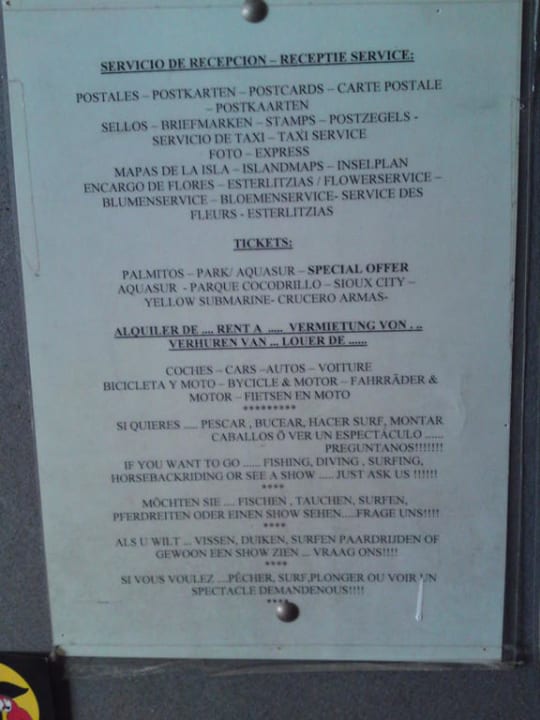 SERVICIO DE RECEPCION – RECEPTIE SERVICE:
POSTALES – POSTKARTEN – POSTCARDS – CARTE POSTALE
– POSTKAARTEN
SELLOS – BRIEFMARKEN – STAMPS – POSTZEGELS -
SERVICIO DE TAXI – TAXI SERVICE
FOTO – EXPRESS
MAPAS DE LA ISLA – ISLANDMAPS – INSELPLAN
ENCARGO DE FLORES – ESTERLITZIAS / FLOWERSERVICE –
BLUMENSERVICE – BLOEMENSERVICE- SERVICE DES
FLEURS - ESTERLITZIAS
TICKETS:
PALMITOS – PARK/ AQUASUR – SPECIAL OFFER
AQUASUR - PARQUE COCODRILLO – SIOUX CITY –
YELLOW SUBMARINE- CRUCERO ARMAS-
ALQUILER DE .... RENT A ..... VERMIETUNG VON . ..
VERHUREN VAN ... LOUER DE ......
COCHES – CARS –AUTOS – VOITURE
BICICLETA Y MOTO – BYCICLE & MOTOR – FAHRRÄDER &
MOTOR – FIETSEN EN MOTO
*********
SI QUIERES ..... PESCAR , BUCEAR, HACER SURF, MONTAR
CABALLOS Ö VER UN ESPECTÁCULO ......
PREGUNTANOS!!!!!!!
IF YOU WANT TO GO ...... FISHING, DIVING , SURFING,
HORSEBACKRIDING OR SEE A SHOW ..... JUST ASK US !!!!!!
****
MÖCHTEN SIE .... FISCHEN , TAUCHEN, SURFEN,
PFERDREITEN ODER EINEN SHOW SEHEN.....FRAGE UNS!!!!
****
ALS U WILT ... VISSEN, DUIKEN, SURFEN PAARDRIJDEN OF
GEWOON EEN SHOW ZIEN ... VRAAG ONS!!!!
****
SI VOUS VOULEZ ....PÉCHER, SURF,PLONGER OU VOIR UN
SPECTACLE DEMANDENOUS!!!!
****